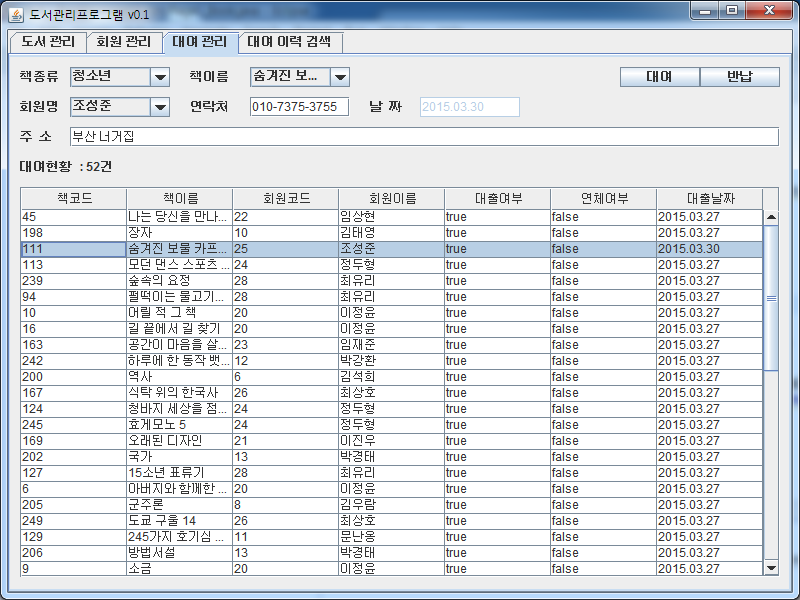 도서관리프로그램 v0.1
도서 관리 회원 관리 대여 관리 대여 이력 검색
책종류 청소년 책이름 숨겨진 보... 대여 반납
회원명 조성준 연락처 010-7375-3755 날 짜 2015.03.30
주 소 부산 너거집
대여현황 : 52건
책코드 책이름 회원코드 회원이름 대출여부 연체여부 대출날짜
45 나는 당신을 만나... 22 임상현 true false 2015.03.27
198 장자 10 김태영 true false 2015.03.27
111 숨겨진 보물 카프... 25 조성준 true false 2015.03.30
113 모던 댄스 스포츠 ... 24 정두형 true false 2015.03.27
239 숲속의 요정 28 최유리 true false 2015.03.27
94 펄떡이는 물고기... 28 최유리 true false 2015.03.27
10 어릴 적 그 책 20 이정윤 true false 2015.03.27
16 길 끝에서 길 찾기 20 이정윤 true false 2015.03.27
163 공간이 마음을 살... 23 임재준 true false 2015.03.27
242 하루에 한 동작 뱃... 12 박강환 true false 2015.03.27
200 역사 6 김석희 true false 2015.03.27
167 식탁 위의 한국사 26 최상호 true false 2015.03.27
124 청바지 세상을 점... 24 정두형 true false 2015.03.27
245 효게모노 5 24 정두형 true false 2015.03.27
169 오래된 디자인 21 이진우 true false 2015.03.27
202 국가 13 박경태 true false 2015.03.27
127 15소년 표류기 28 최유리 true false 2015.03.27
6 아버지와 함께한 ... 20 이정윤 true false 2015.03.27
205 군주론 8 김우람 true false 2015.03.27
249 도쿄 구울 14 26 최상호 true false 2015.03.27
129 245가지 호기심 ... 11 문난옹 true false 2015.03.27
206 방법서설 13 박경태 true false 2015.03.27
9 소금 20 이정윤 true false 2015.03.27